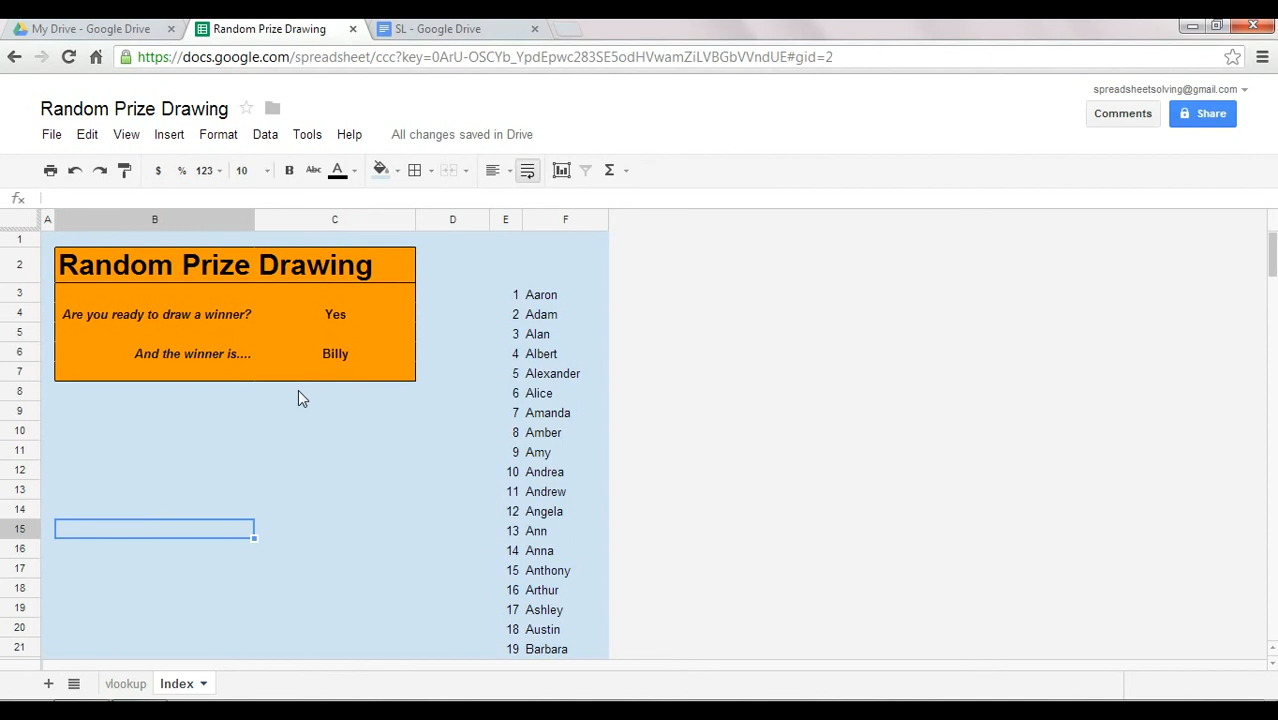 My Drive - Google Drive
Random Prize Drawing
SL - Google Drive
https://docs.google.com/spreadsheet/ccc?key=0ArU-OSCYb_YpdEpwc283SE5odHVwamZiLVBGbVVndUE#gid=2
spreadsheetsolving@gmail.com
Random Prize Drawing
Comments
Share
File Edit View Insert Format Data Tools Help All changes saved in Drive
$ % 123 10 B Abc A Σ
fx
A B C D E F
1
2 Random Prize Drawing
3 1 Aaron
4 Are you ready to draw a winner? Yes 2 Adam
5 3 Alan
6 And the winner is.... Billy 4 Albert
7 5 Alexander
8 6 Alice
9 7 Amanda
10 8 Amber
11 9 Amy
12 10 Andrea
13 11 Andrew
14 12 Angela
15 13 Ann
16 14 Anna
17 15 Anthony
18 16 Arthur
19 17 Ashley
20 18 Austin
21 19 Barbara
vlookup Index